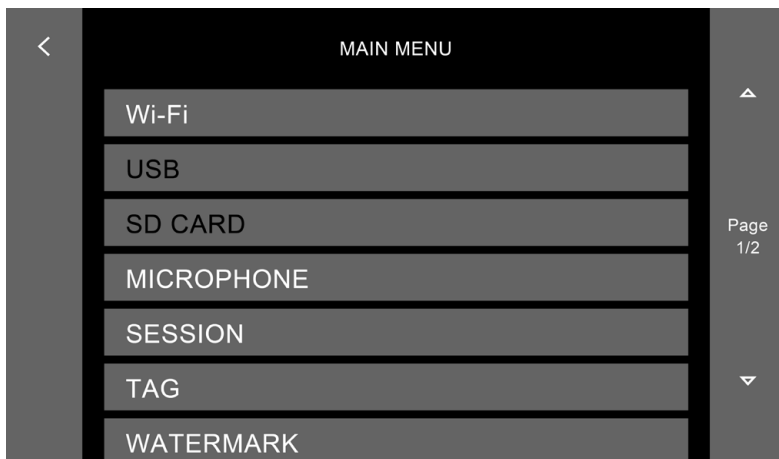 MAIN MENU
Wi-Fi
USB
SD CARD
MICROPHONE
SESSION
TAG
WATERMARK
Page
1/2